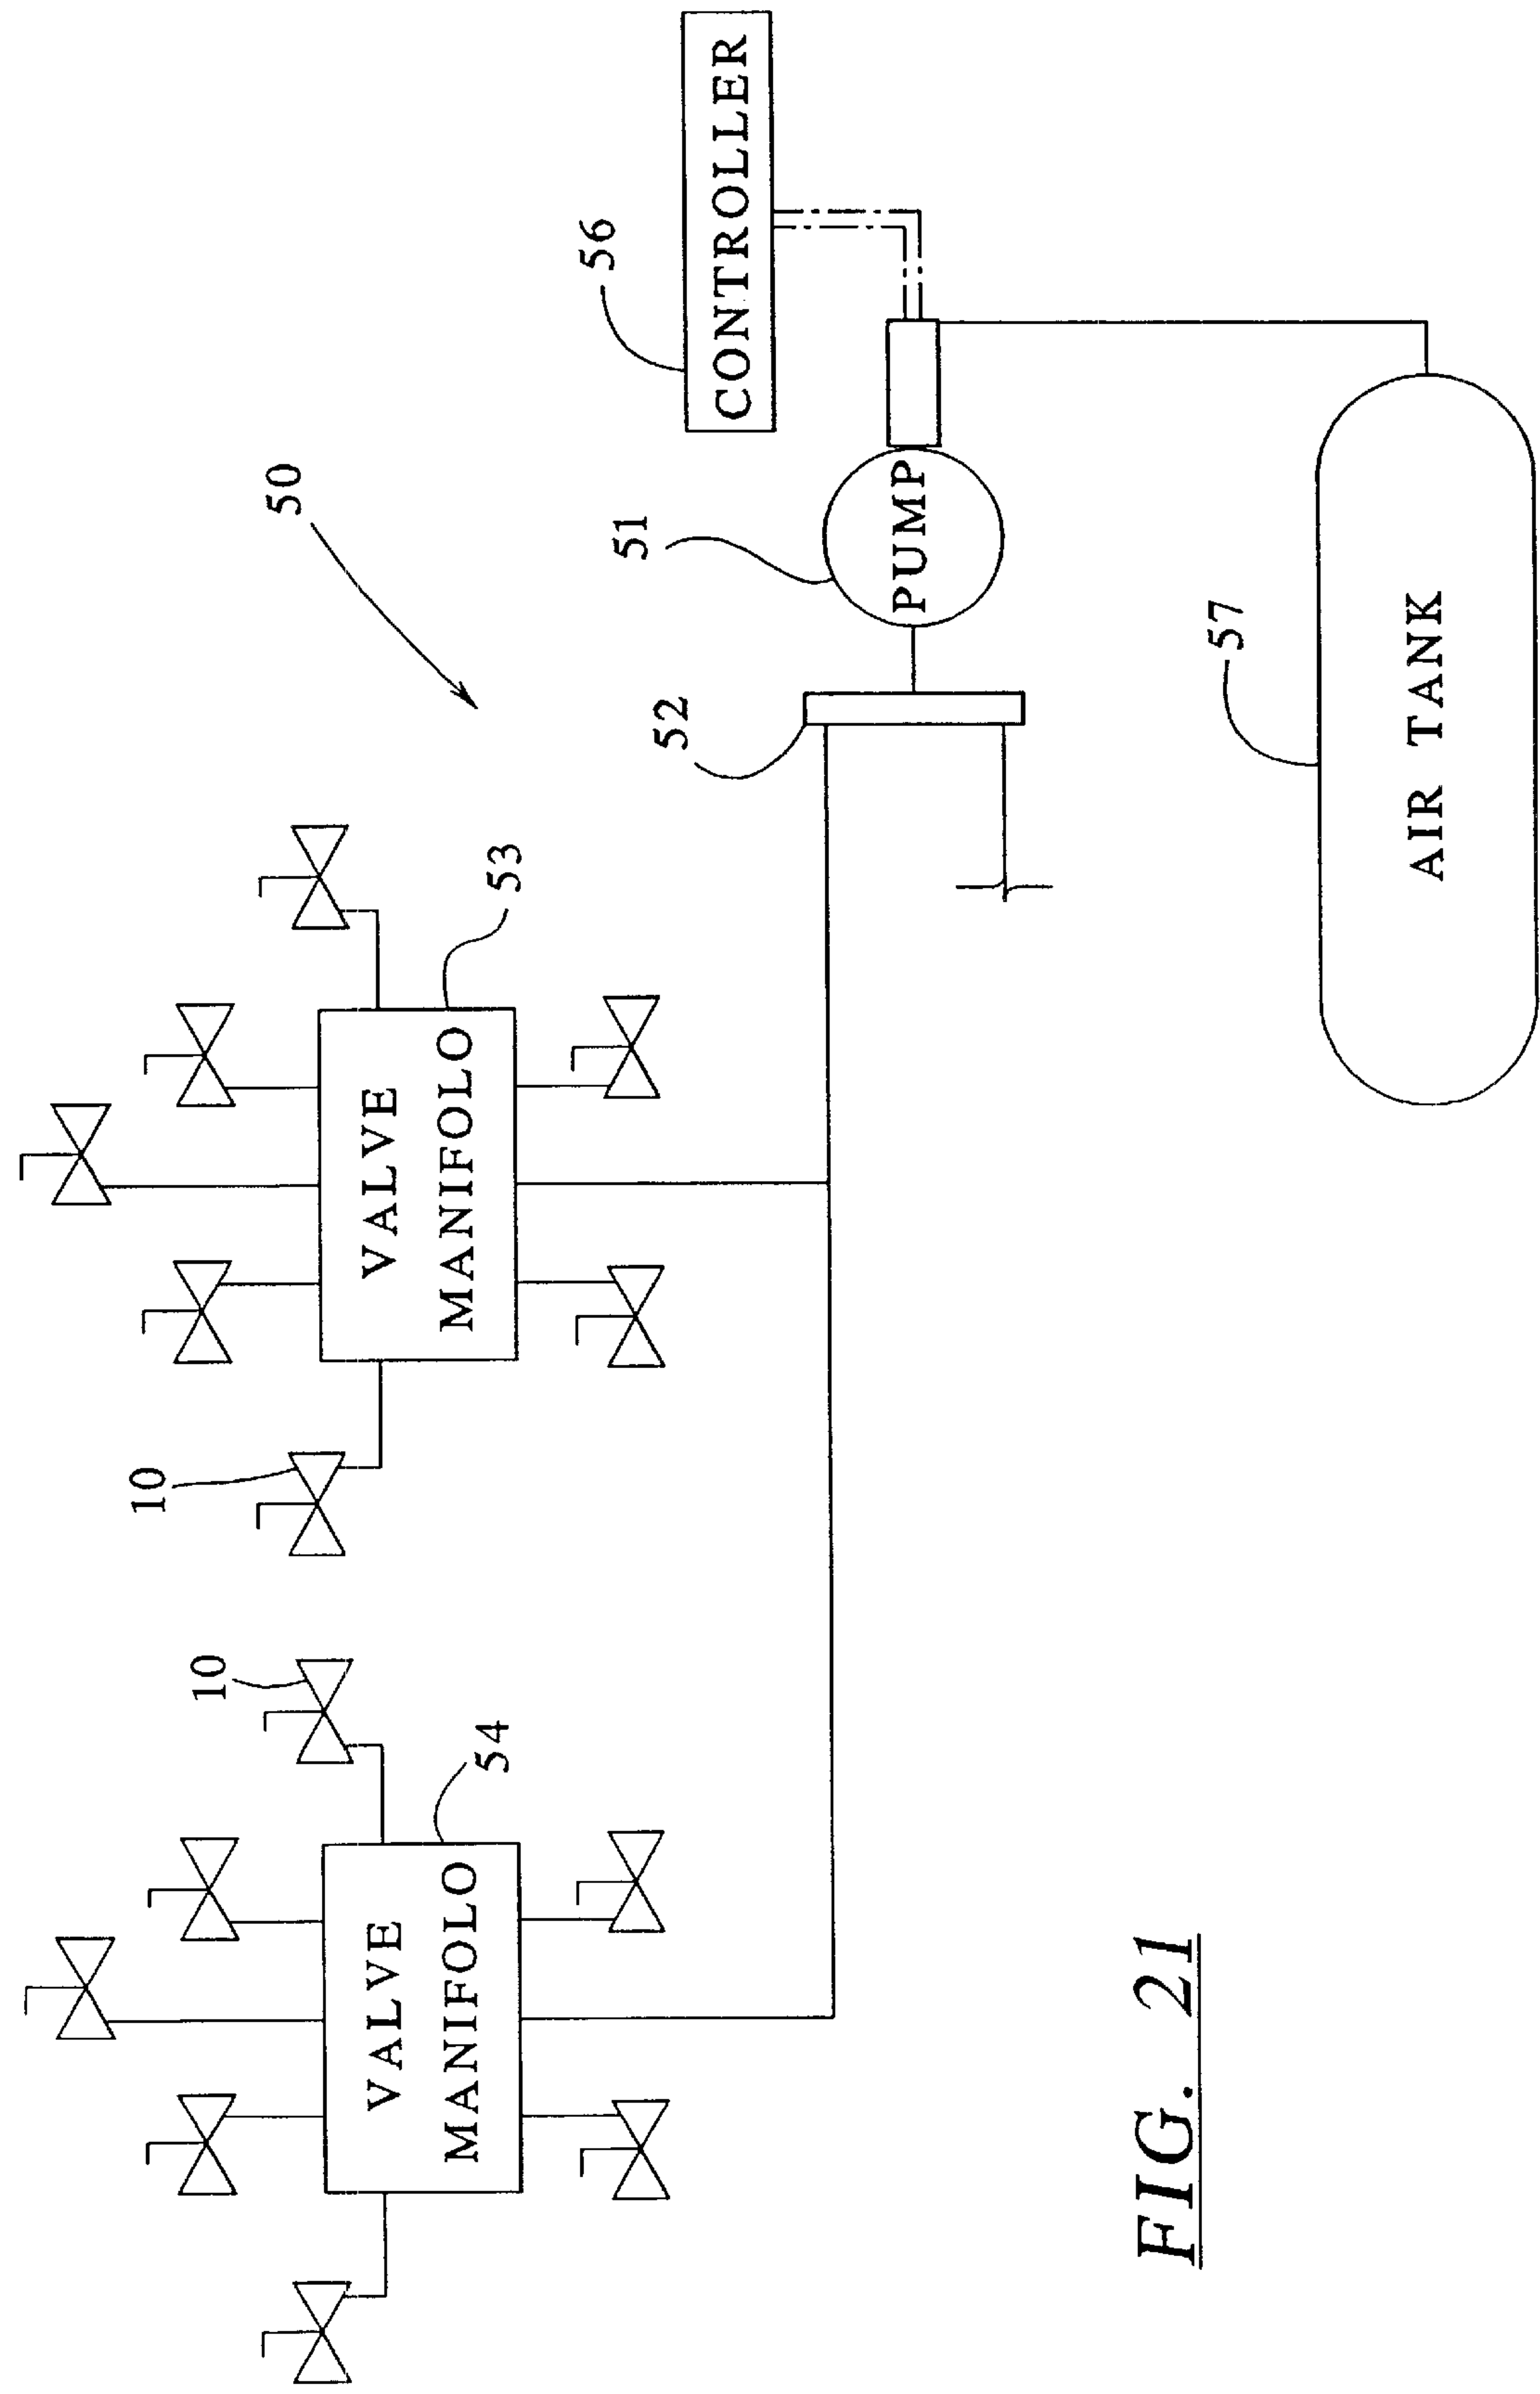 10
VALVE
MANIFOLO
54
10
VALVE
MANIFOLO
53
50
52
51
PUMP
56
CONTROLLER
57
AIR TANK
FIG. 21